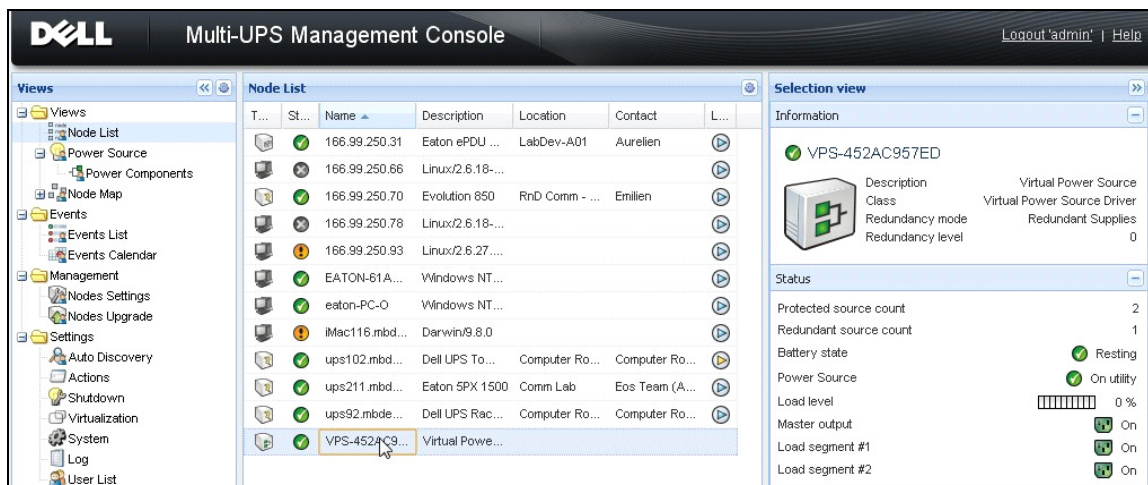 DELL Multi-UPS Management Console Logout 'admin' | Help
Views
Views
Node List
Power Source
Power Components
Node Map
Events
Events List
Events Calendar
Management
Nodes Settings
Nodes Upgrade
Settings
Auto Discovery
Actions
Shutdown
Virtualization
System
Log
User List
Node List
T... St... Name Description Location Contact L...
166.99.250.31 Eaton ePDU ... LabDev-A01 Aurelien
166.99.250.66 Linux/2.6.18-...
166.99.250.70 Evolution 850 RnD Comm - ... Emilien
166.99.250.78 Linux/2.6.18-...
166.99.250.93 Linux/2.6.27....
EATON-61A... Windows NT...
eaton-PC-O Windows NT...
iMac116.mbd... Darwin/9.8.0
ups102.mbd... Dell UPS To... Computer Ro... Computer Ro...
ups211.mbd... Eaton 5PX 1500 Comm Lab Eos Team (A...
ups92.mbde... Dell UPS Rac... Computer Ro... Computer Ro...
VPS-452AC9... Virtual Powe...
Selection view
Information
VPS-452AC957ED
Description Virtual Power Source
Class Virtual Power Source Driver
Redundancy mode Redundant Supplies
Redundancy level 0
Status
Protected source count 2
Redundant source count 1
Battery state Resting
Power Source On utility
Load level 0 %
Master output On
Load segment #1 On
Load segment #2 On